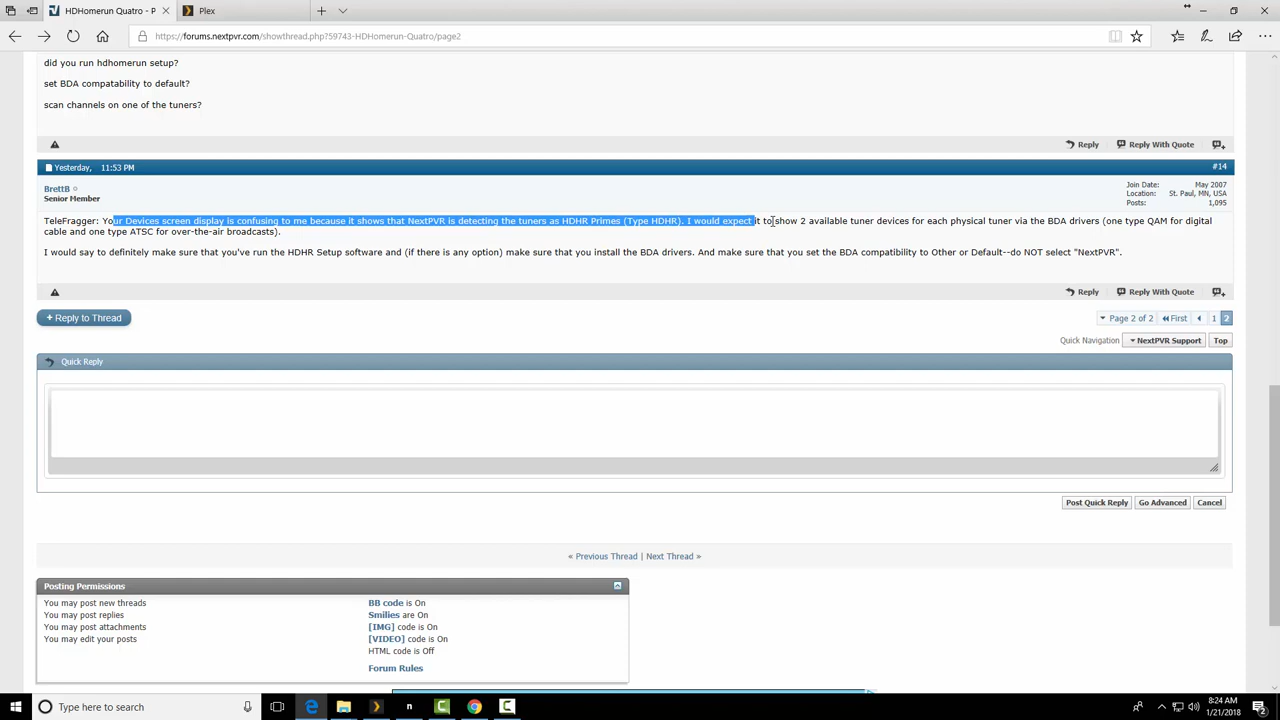 HDHomerun Quatro - P
Plex
https://forums.nextpvr.com/showthread.php?59743-HDHomerun-Quatro/page2
did you run hdhomerun setup?
set BDA compatability to default?
scan channels on one of the tuners?
Reply
Reply With Quote
Yesterday, 11:53 PM
#14
BrettB
Senior Member
Join Date: May 2007
Location: St. Paul, MN, USA
Posts: 1,095
TeleFragger: Your Devices screen display is confusing to me because it shows that NextPVR is detecting the tuners as HDHR Primes (Type HDHR). I would expect it to show 2 available tuner devices for each physical tuner via the BDA drivers (one type QAM for digital
cable and one type ATSC for over-the-air broadcasts).
I would say to definitely make sure that you've run the HDHR Setup software and (if there is any option) make sure that you install the BDA drivers. And make sure that you set the BDA compatibility to Other or Default--do NOT select "NextPVR".
Reply
Reply With Quote
+ Reply to Thread
Page 2 of 2
First
1
2
Quick Navigation
NextPVR Support
Top
Quick Reply
Post Quick Reply
Go Advanced
Cancel
« Previous Thread | Next Thread »
Posting Permissions
You may post new threads
You may post replies
You may post attachments
You may edit your posts
BB code is On
Smilies are On
[IMG] code is On
[VIDEO] code is On
HTML code is Off
Forum Rules
Type here to search
n
8:24 AM
1/21/2018
2